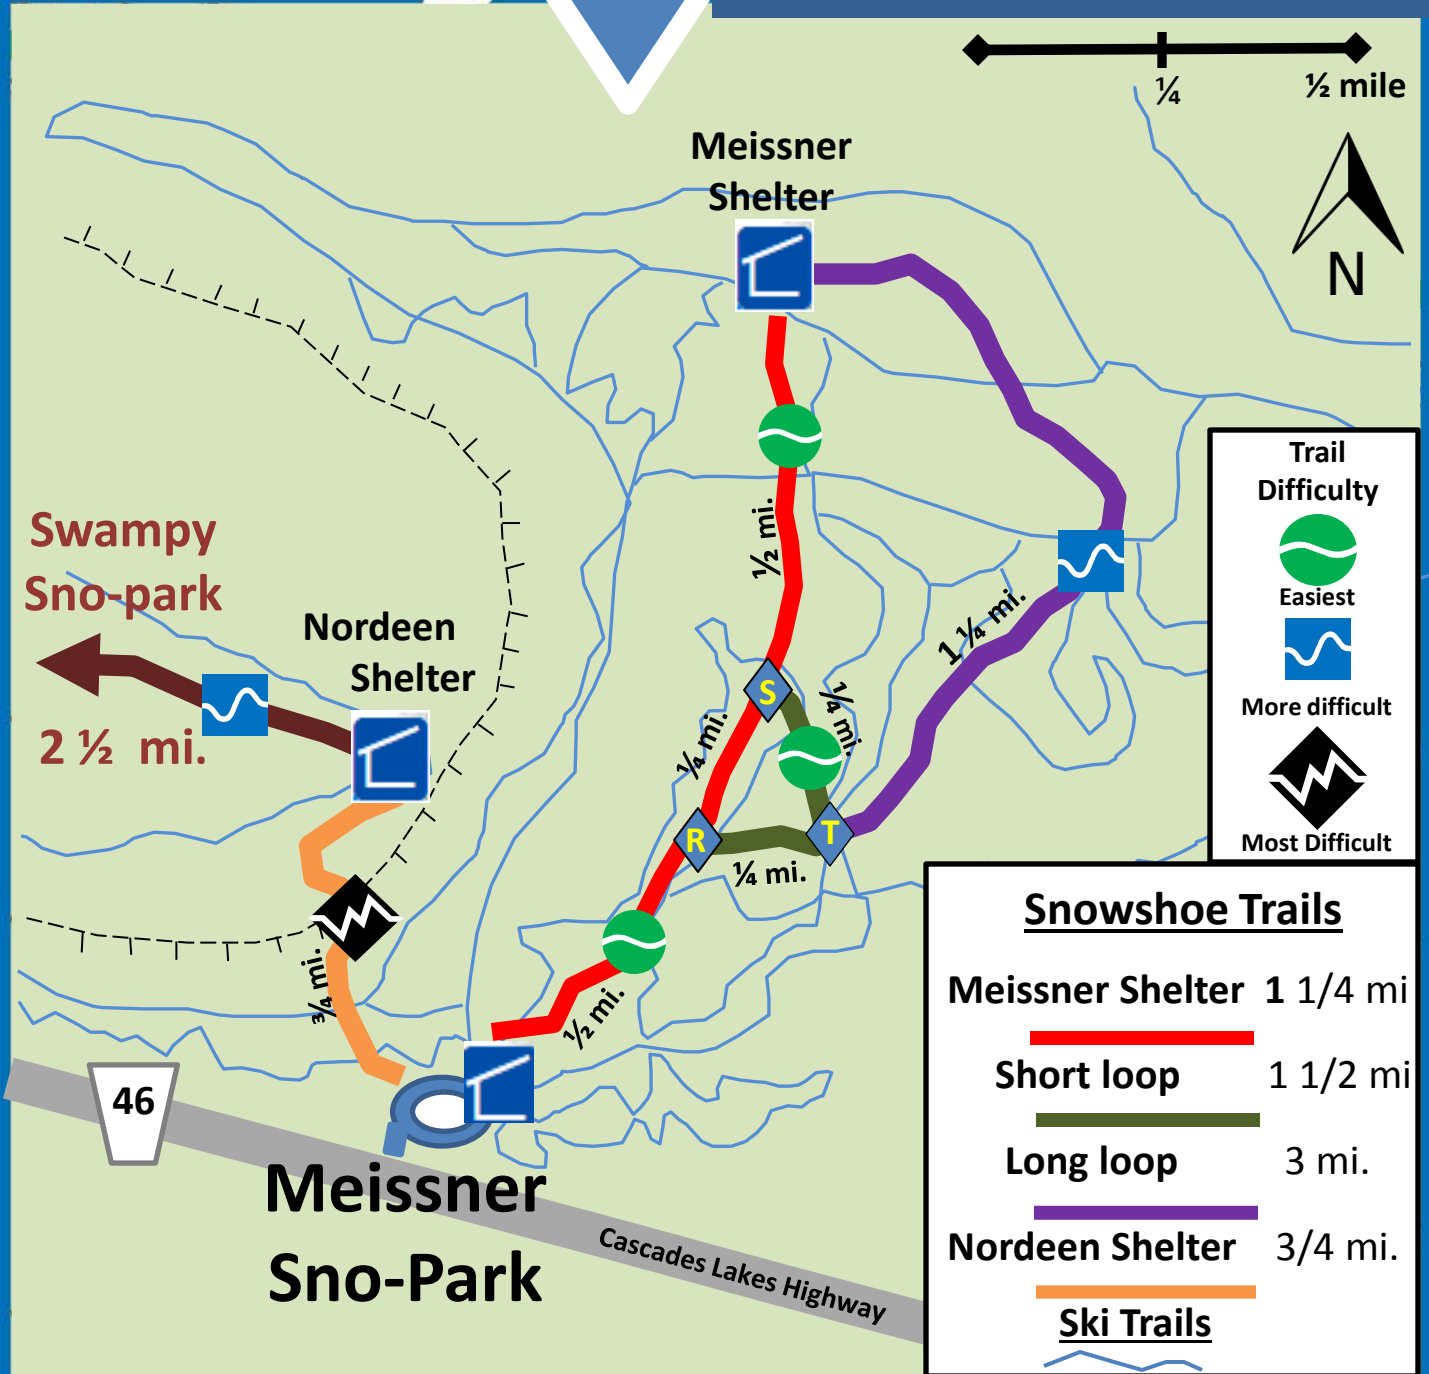 ¼
½ mile
Meissner
Shelter
N
Trail
Difficulty
Easiest
More difficult
Most Difficult
½ mi.
Swampy
Sno-park
2 ½ mi.
Nordeen
Shelter
1 ¼ mi.
S
¼ mi.
¼ mi.
R
T
¼ mi.
¾ mi.
½ mi.
46
Meissner
Sno-Park
Cascades Lakes Highway
Snowshoe Trails
Meissner Shelter 1 1/4 mi
Short loop 1 1/2 mi
Long loop 3 mi.
Nordeen Shelter 3/4 mi.
Ski Trails